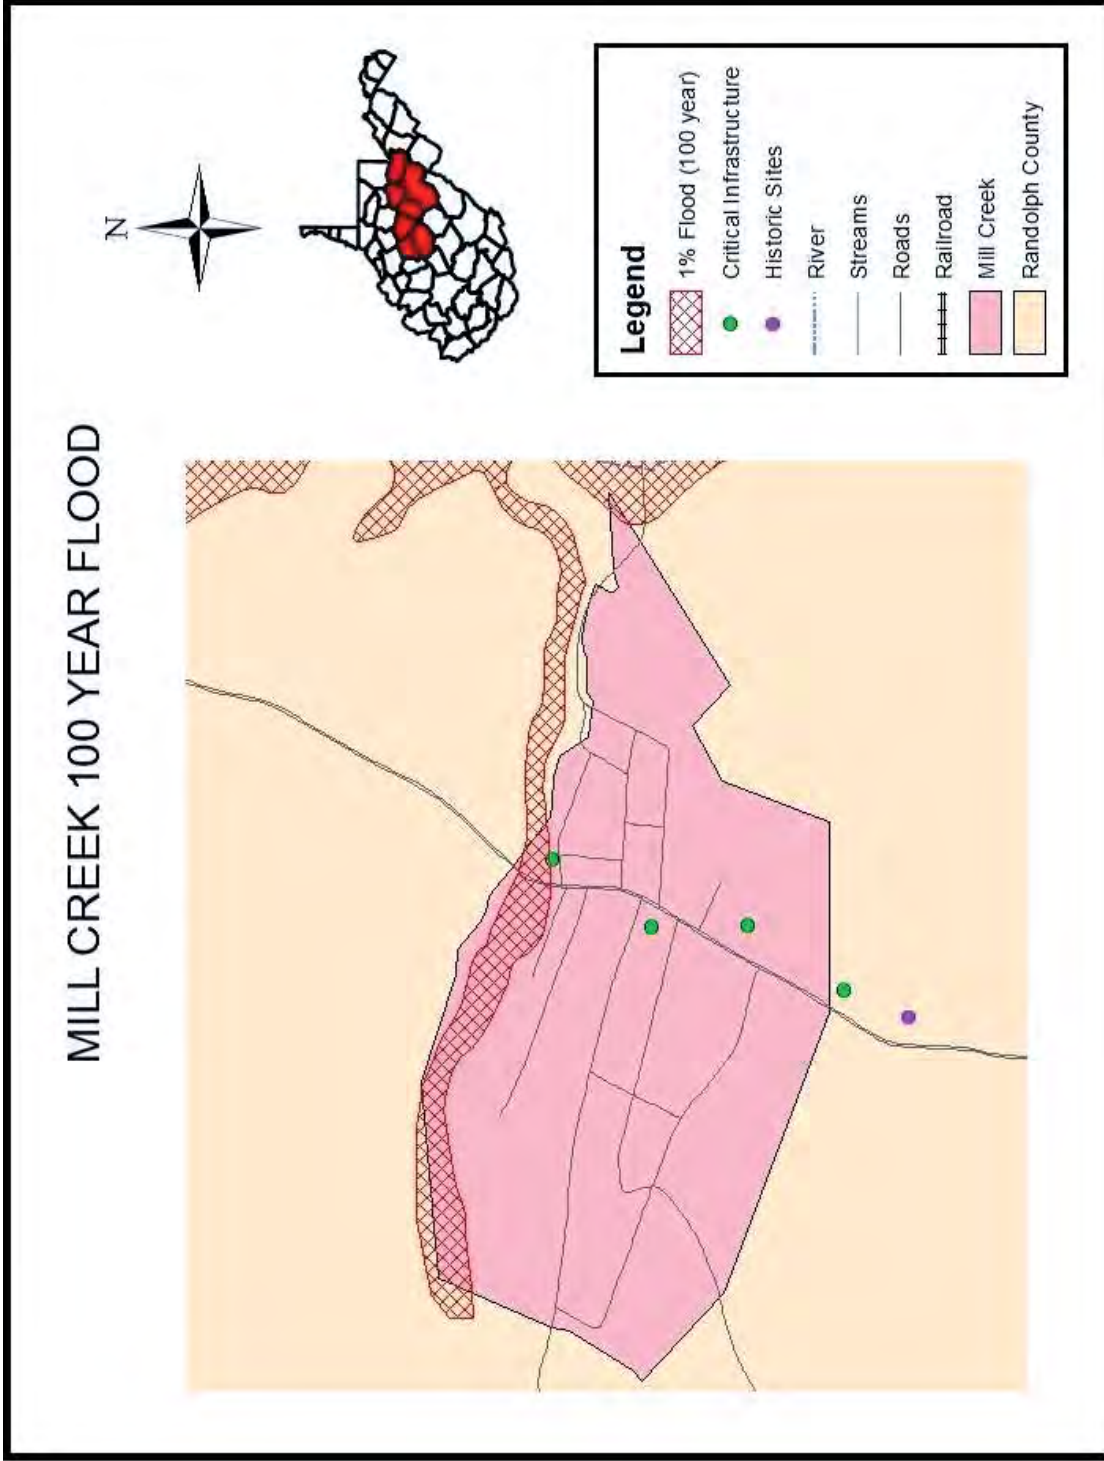 MILL CREEK 100 YEAR FLOOD
N
Legend
1% Flood (100 year)
Critical Infrastructure
Historic Sites
River
Streams
Roads
Railroad
Mill Creek
Randolph County